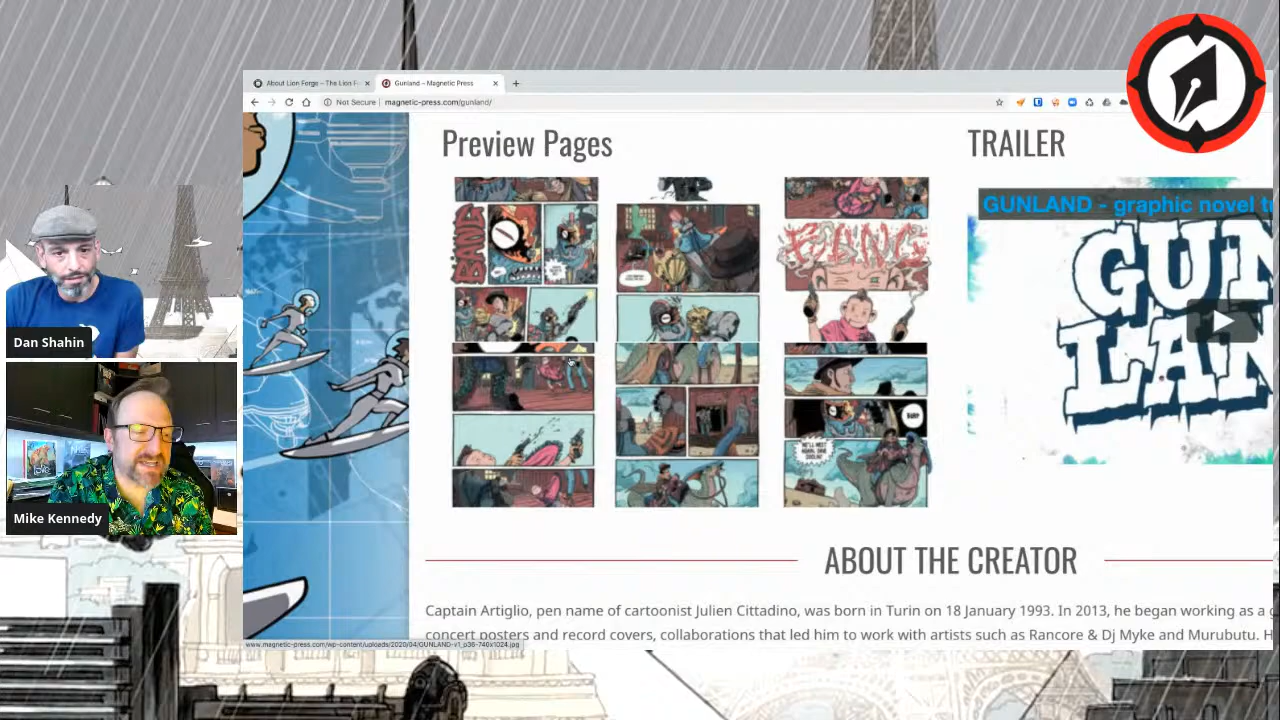 About Lion Forge – The Lion F
Gunland – Magnetic Press
Not Secure | magnetic-press.com/gunland/
Preview Pages
TRAILER
GUNLAND - graphic novel t
GUN
LAN
BANG
BANG
Dan Shahin
Mike Kennedy
ABOUT THE CREATOR
Captain Artiglio, pen name of cartoonist Julien Cittadino, was born in Turin on 18 January 1993. In 2013, he began working as a g
concert posters and record covers, collaborations that led him to work with artists such as Rancore & Dj Myke and Murubutu. H
www.magnetic-press.com/wp-content/uploads/2020/04/GUNLAND-v1_p36-740x1024.jpg